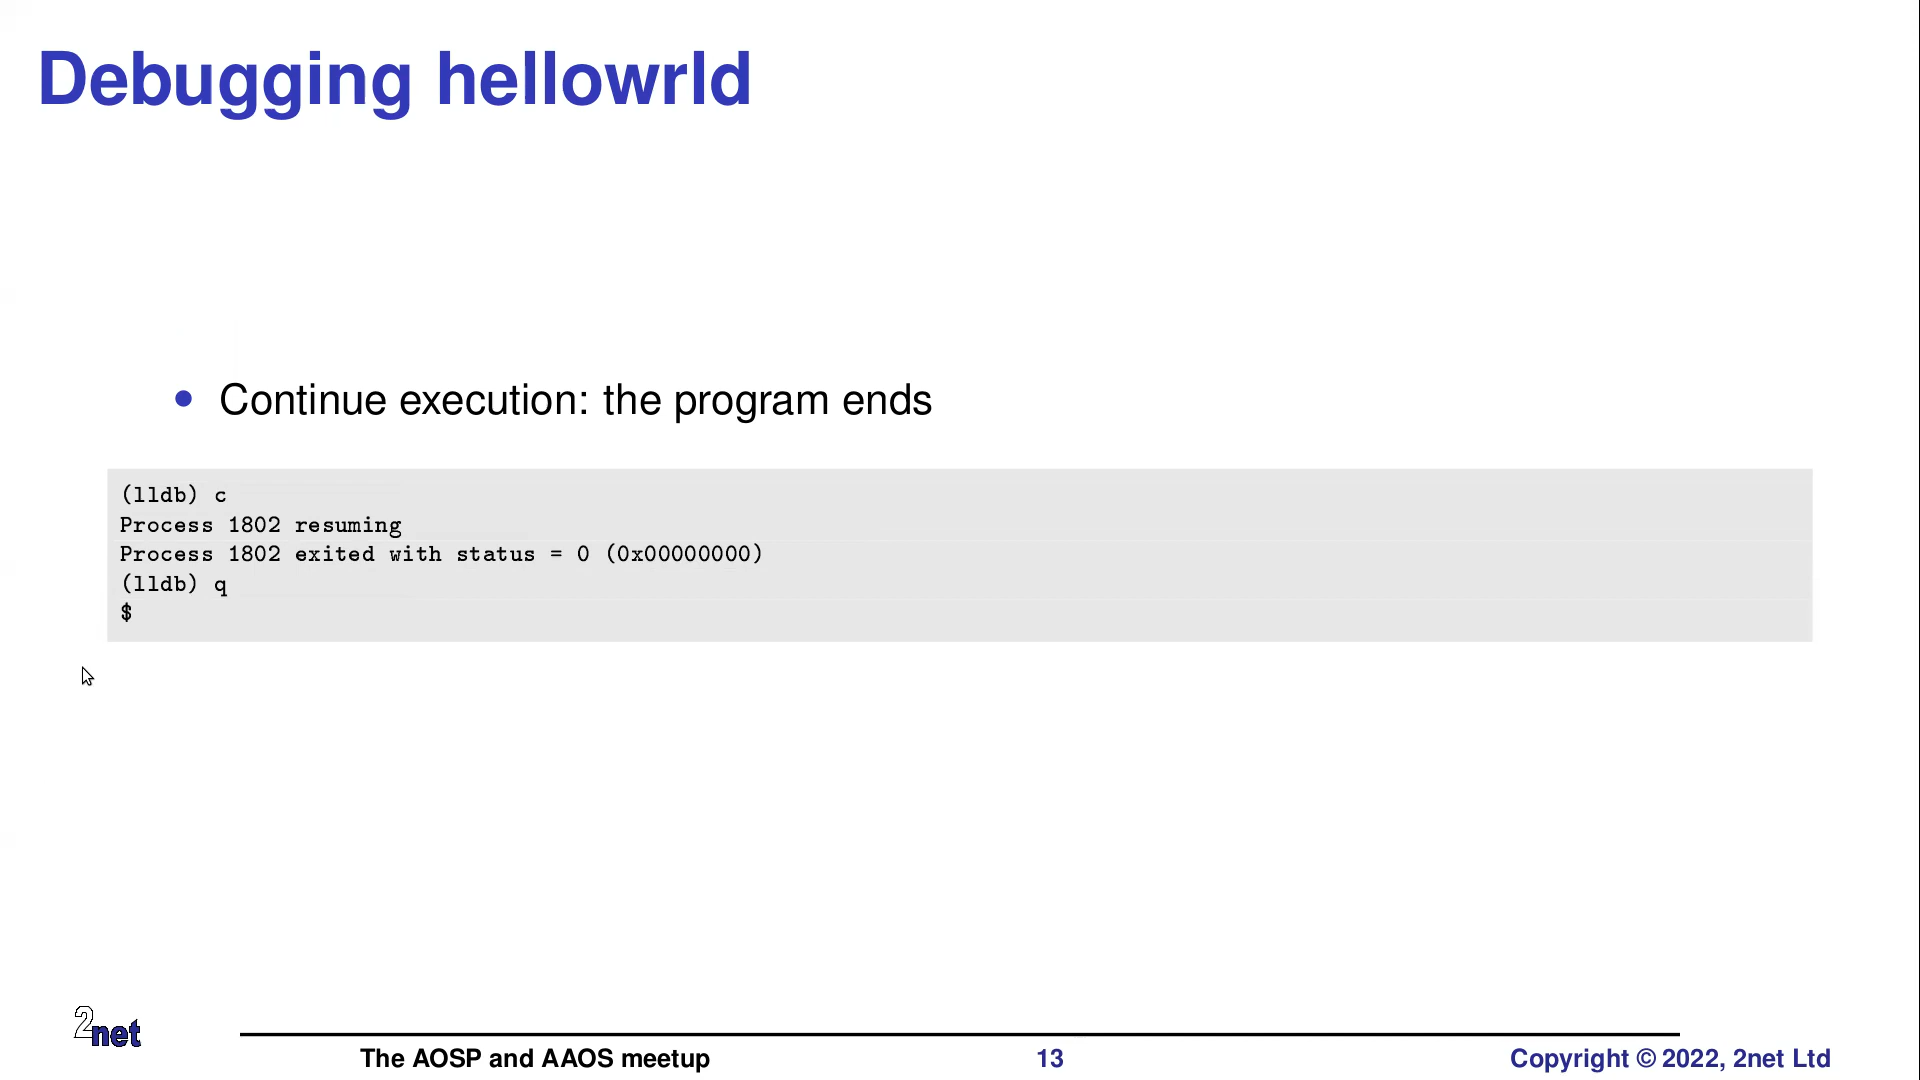 Debugging hellowrld
• Continue execution: the program ends
(lldb) c
Process 1802 resuming
Process 1802 exited with status = 0 (0x00000000)
(lldb) q
$
2net
The AOSP and AAOS meetup 13 Copyright © 2022, 2net Ltd